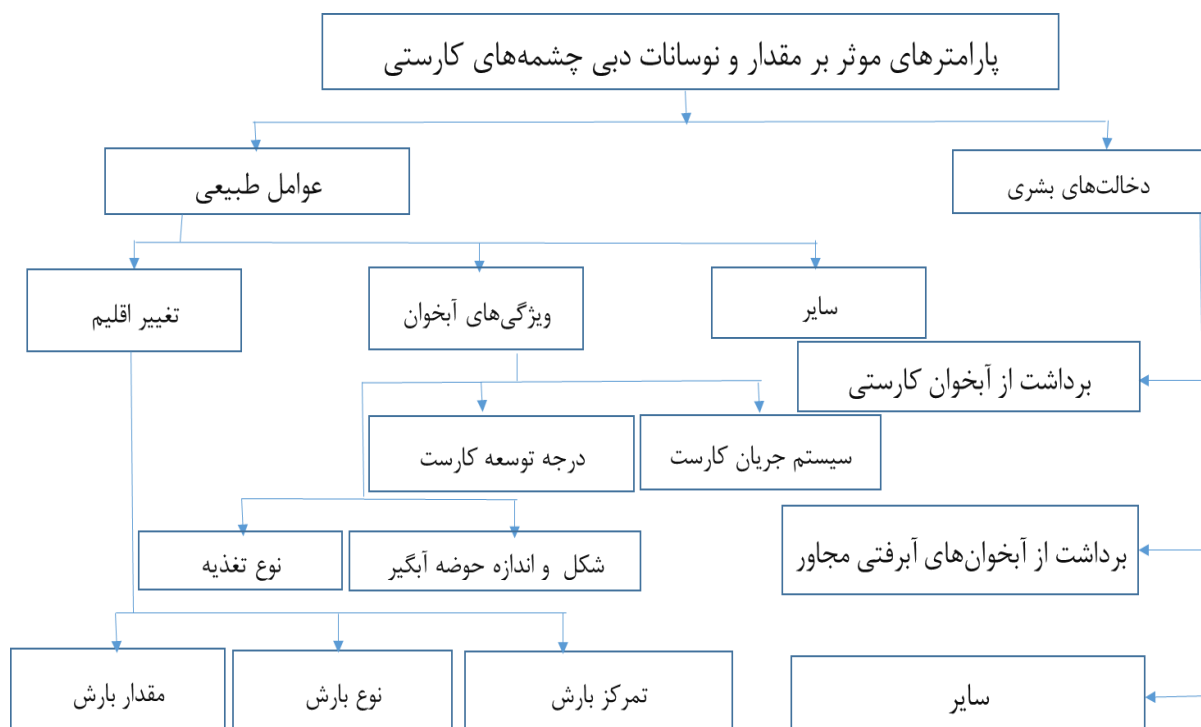 پارامترهای موثر بر مقدار و نوسانات دبی چشمه‌های کارستی
دخالت‌های بشری
عوامل طبیعی
سایر
ویژگی‌های آبخوان
تغییر اقلیم
برداشت از آبخوان کارستی
سیستم جریان کارست
درجه توسعه کارست
برداشت از آبخوان‌های آبرفتی مجاور
شکل و اندازه حوضه آبگیر
نوع تغذیه
سایر
تمرکز بارش
نوع بارش
مقدار بارش